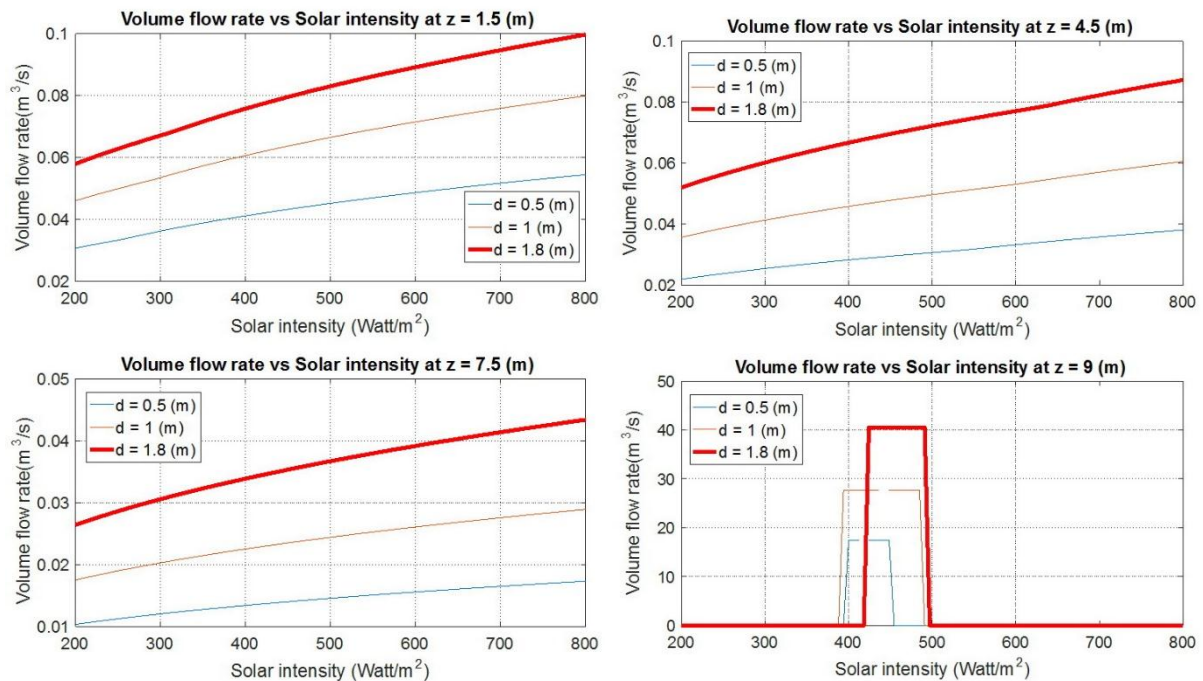 Volume flow rate vs Solar intensity at z = 1.5 (m)
0.1
0.08
0.06
0.04
0.02
Volume flow rate(m³/s)
d = 0.5 (m)
d = 1 (m)
d = 1.8 (m)
200 300 400 500 600 700 800
Solar intensity (Watt/m²)
Volume flow rate vs Solar intensity at z = 4.5 (m)
0.1
0.08
0.06
0.04
0.02
Volume flow rate(m³/s)
d = 0.5 (m)
d = 1 (m)
d = 1.8 (m)
200 300 400 500 600 700 800
Solar intensity (Watt/m²)
Volume flow rate vs Solar intensity at z = 7.5 (m)
0.05
0.04
0.03
0.02
0.01
Volume flow rate(m³/s)
d = 0.5 (m)
d = 1 (m)
d = 1.8 (m)
200 300 400 500 600 700 800
Solar intensity (Watt/m²)
Volume flow rate vs Solar intensity at z = 9 (m)
50
40
30
20
10
0
Volume flow rate(m³/s)
d = 0.5 (m)
d = 1 (m)
d = 1.8 (m)
200 300 400 500 600 700 800
Solar intensity (Watt/m²)